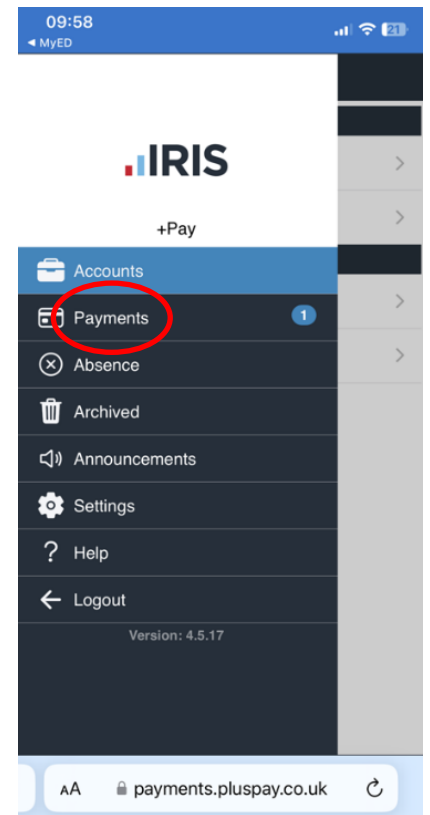 09:58
21
◀ MyED
IRIS
+Pay
Accounts
Payments 1
Absence
Archived
Announcements
Settings
? Help
Logout
Version: 4.5.17
AA payments.pluspay.co.uk